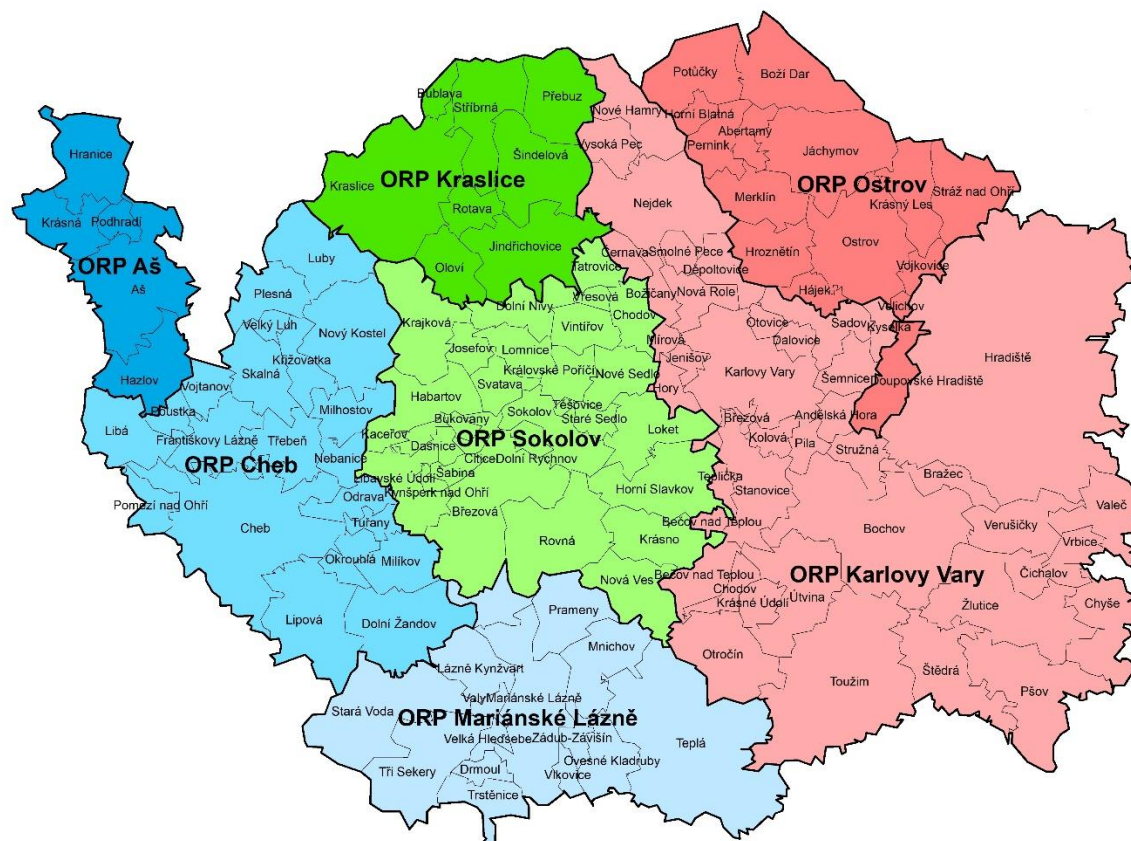 Potůčky
Boží Dar
Bublava
Stříbrná
Přebuz
Nové Hamry
Horní Blatná
Abertamy
Pernink
Jáchymov
Hranice
Vysoká Pec
Šindelová
ORP Kraslice
Kraslice
ORP Ostrov
Stráž nad Ohří
Krásný Les
Merklín
Nejdek
Rotava
Krásná
Podhradí
ORP Aš
Aš
Jindřichovice
Hroznětín
Ostrov
Vojkovice
Luby
Oloví
Černava
Smolné Pece
Tatrovice
Děpoltovice
Plesná
Vřesová
Božičany
Nová Role
Hájek
Velichov
Dolní Nivy
Chodov
Velký Luh
Nový Kostel
Krajková
Vintířov
Otovice
Sadov
Kyselka
Mírová
Dalovice
Křižovatka
Josefov
Lomnice
Jenišov
Hradiště
Skalná
Královské Poříčí
Nové Sedlo
Karlovy Vary
Hazlov
Vojtanov
Svatava
Hory
Semnice
Doupovské Hradiště
Habartov
Milhostov
Poustka
Bukovany
Sokolov
Těšovice
Staré Sedlo
Březová
Andělská Hora
Libá
Františkovy Lázně
Třebeň
Kaceřov
Dasnice
ORP Sokolov
Loket
Kolová
Pila
Stružná
ORP Cheb
Nebanice
Citice
Dolní Rychnov
Šabina
Libavské Údolí
Teplička
Bražec
Kynšperk nad Ohří
Horní Slavkov
Stanovice
Pomezí nad Ohří
Odrava
Březová
Valeč
Cheb
Tuřany
Bečov nad Teplou
Bochov
Verušičky
Rovná
Krásno
Vrbice
Okrouhlá
Milíkov
Nová Ves
Bečov nad Teplou
ORP Karlovy Vary
Čichalov
Chodov
Krásné Údolí
Útvina
Žlutice
Chyše
Lipová
Dolní Žandov
Prameny
Mnichov
Otročín
Lázně Kynžvart
Štědrá
Toužim
Pšov
Valy
Mariánské Lázně
Stará Voda
ORP Mariánské Lázně
Velká Hleďsebe
Zádub-Závišín
Teplá
Tři Sekery
Drmoul
Ovesné Kladruby
Vlkovice
Trstěnice